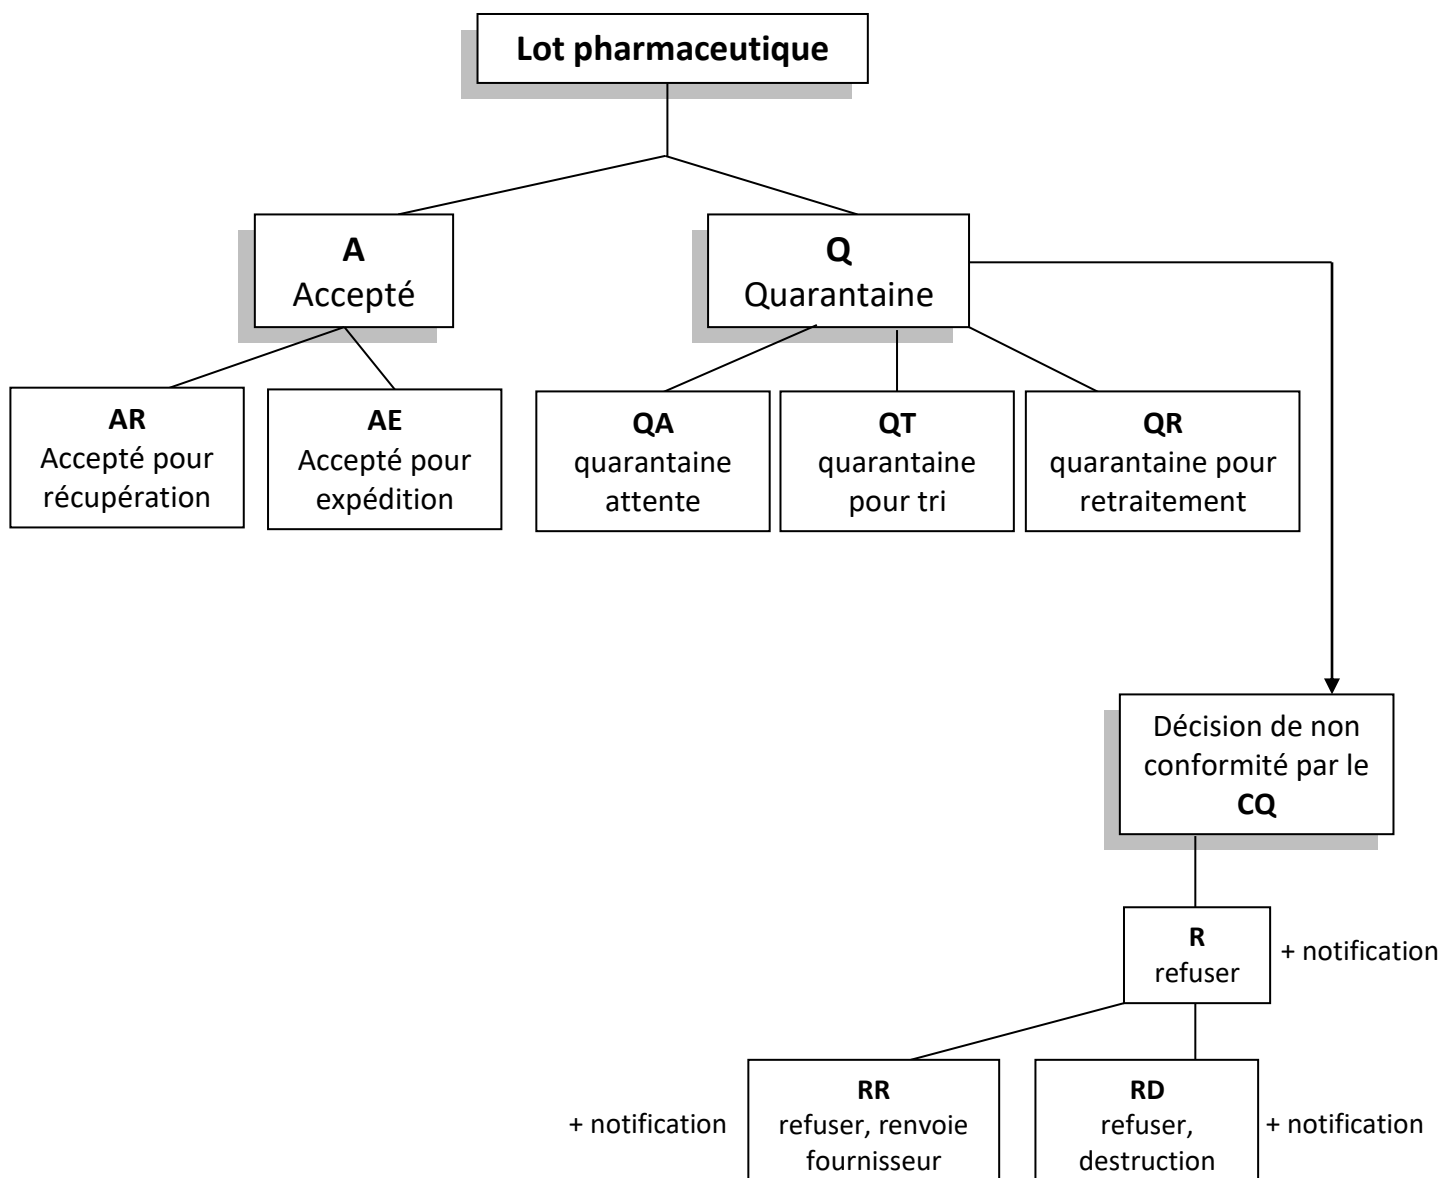 Lot pharmaceutique
A
Accepté
Q
Quarantaine
AR
Accepté pour
récupération
AE
Accepté pour
expédition
QA
quarantaine
attente
QT
quarantaine
pour tri
QR
quarantaine pour
retraitement
Décision de non
conformité par le
CQ
R
refuser
+ notification
+ notification
RR
refuser, renvoie
fournisseur
RD
refuser,
destruction
+ notification